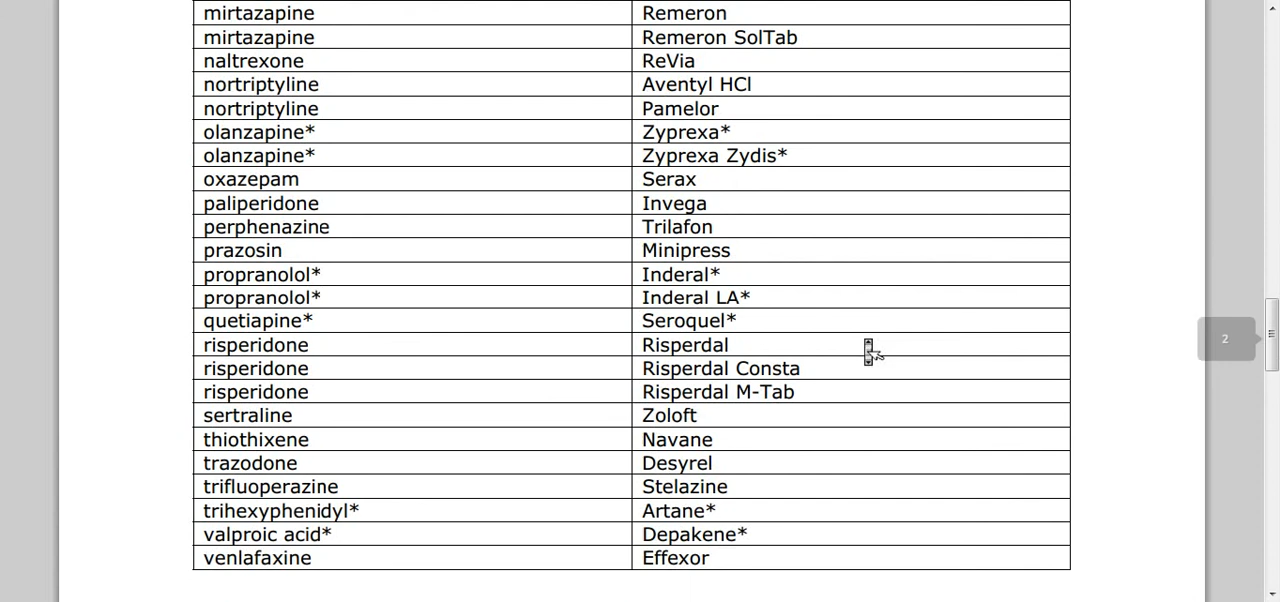 mirtazapine Remeron
mirtazapine Remeron SolTab
naltrexone ReVia
nortriptyline Aventyl HCl
nortriptyline Pamelor
olanzapine* Zyprexa*
olanzapine* Zyprexa Zydis*
oxazepam Serax
paliperidone Invega
perphenazine Trilafon
prazosin Minipress
propranolol* Inderal*
propranolol* Inderal LA*
quetiapine* Seroquel*
risperidone Risperdal
risperidone Risperdal Consta
risperidone Risperdal M-Tab
sertraline Zoloft
thiothixene Navane
trazodone Desyrel
trifluoperazine Stelazine
trihexyphenidyl* Artane*
valproic acid* Depakene*
venlafaxine Effexor
2